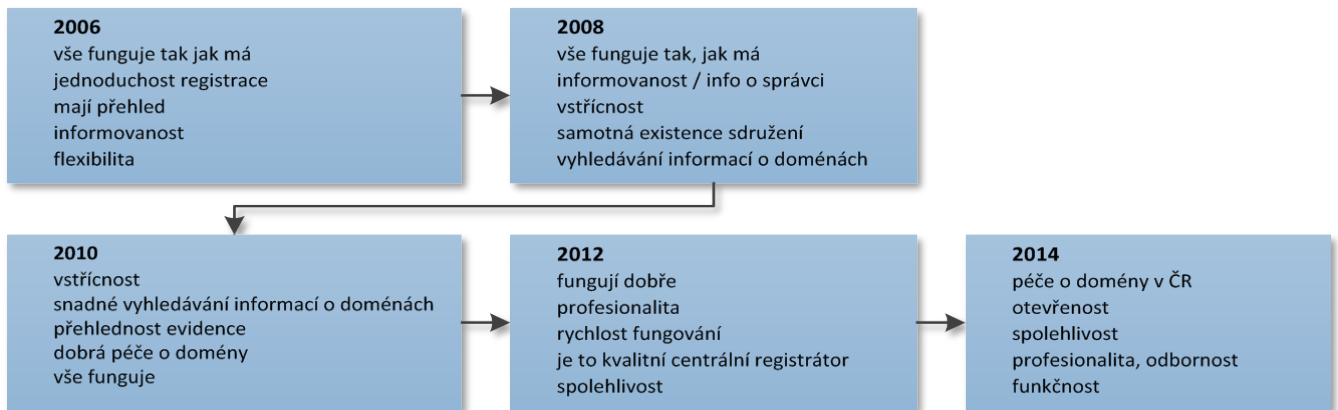 2006
vše funguje tak jak má
jednoduchost registrace
mají přehled
informovanost
flexibilita
2008
vše funguje tak, jak má
informovanost / info o správci
vstřícnost
samotná existence sdružení
vyhledávání informací o doménách
2010
vstřícnost
snadné vyhledávání informací o doménách
přehlednost evidence
dobrá péče o domény
vše funguje
2012
fungují dobře
profesionalita
rychlost fungování
je to kvalitní centrální registrátor
spolehlivost
2014
péče o domény v ČR
otevřenost
spolehlivost
profesionalita, odbornost
funkčnost